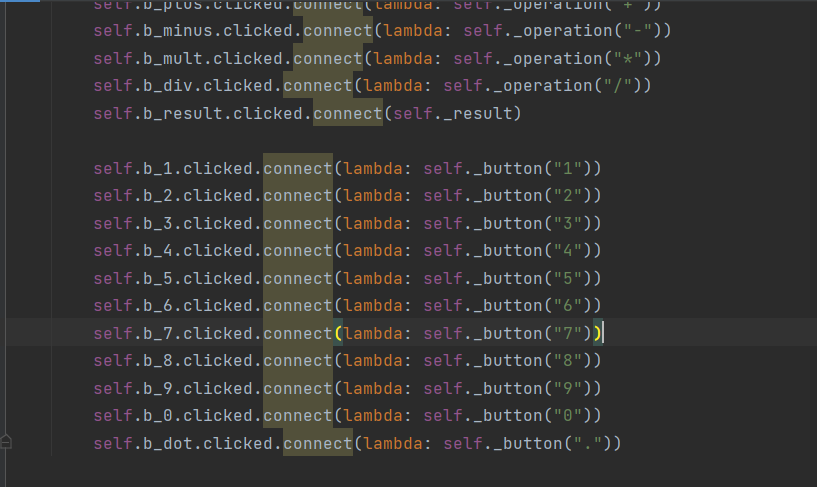 self.b_plos.clicked.connect(lambda: self._operation("+"))
self.b_minus.clicked.connect(lambda: self._operation("-"))
self.b_mult.clicked.connect(lambda: self._operation("*"))
self.b_div.clicked.connect(lambda: self._operation("/"))
self.b_result.clicked.connect(self._result)
self.b_1.clicked.connect(lambda: self._button("1"))
self.b_2.clicked.connect(lambda: self._button("2"))
self.b_3.clicked.connect(lambda: self._button("3"))
self.b_4.clicked.connect(lambda: self._button("4"))
self.b_5.clicked.connect(lambda: self._button("5"))
self.b_6.clicked.connect(lambda: self._button("6"))
self.b_7.clicked.connect(lambda: self._button("7"))
self.b_8.clicked.connect(lambda: self._button("8"))
self.b_9.clicked.connect(lambda: self._button("9"))
self.b_0.clicked.connect(lambda: self._button("0"))
self.b_dot.clicked.connect(lambda: self._button("."))